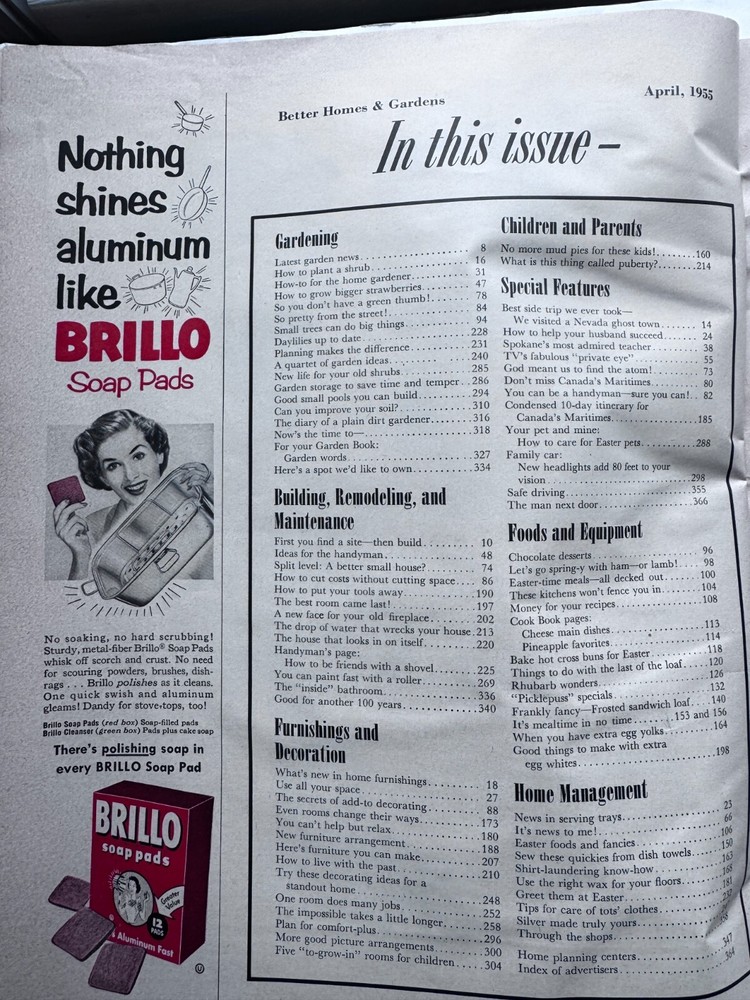 Better Homes & Gardens
April, 1955
In this issue–
Nothing
shines
aluminum
like
BRILLO
Soap Pads
No soaking, no hard scrubbing!
Sturdy, metal-fiber Brillo® Soap Pads
whisk off scorch and crust. No need
for scouring powders, brushes, dish-
rags . . . Brillo polishes as it cleans.
One quick swish and aluminum
gleams! Dandy for stove-tops, too!
Brillo Soap Pads (red box) Soap-filled pads
Brillo Cleanser (green box) Pads plus cake soap
There's polishing soap in
every BRILLO Soap Pad
BRILLO
soap pads
Greater
Value
12
PADS
Aluminum Fast
Gardening
Latest garden news 8
How to plant a shrub 16
How-to for the home gardener 31
How to grow bigger strawberries 47
So you don't have a green thumb! 78
So pretty from the street! 84
Small trees can do big things 94
Daylilies up to date 228
Planning makes the difference 231
A quartet of garden ideas 240
New life for your old shrubs 285
Garden storage to save time and temper 286
Good small pools you can build 294
Can you improve your soil? 310
The diary of a plain dirt gardener 316
Now's the time to— 318
For your Garden Book:
Garden words 327
Here's a spot we'd like to own 334
Building, Remodeling, and
Maintenance
First you find a site—then build 10
Ideas for the handyman 48
Split level: A better small house? 74
How to cut costs without cutting space 86
How to put your tools away 190
The best room came last! 197
A new face for your old fireplace 202
The drop of water that wrecks your house 213
The house that looks in on itself 220
Handyman's page:
How to be friends with a shovel 225
You can paint fast with a roller 269
The "inside" bathroom 336
Good for another 100 years 340
Furnishings and
Decoration
What's new in home furnishings 18
Use all your space 27
The secrets of add-to decorating 88
Even rooms change their ways 173
You can't help but relax 180
New furniture arrangement 188
Here's furniture you can make 207
How to live with the past 210
Try these decorating ideas for a
standout home 248
One room does many jobs 252
The impossible takes a little longer 258
Plan for comfort-plus 296
More good picture arrangements 300
Five "to-grow-in" rooms for children 304
Children and Parents
No more mud pies for these kids! 160
What is this thing called puberty? 214
Special Features
Best side trip we ever took—
We visited a Nevada ghost town 14
How to help your husband succeed 24
Spokane's most admired teacher 38
TV's fabulous "private eye" 55
God meant us to find the atom! 73
Don't miss Canada's Maritimes 80
You can be a handyman—sure you can! 82
Condensed 10-day itinerary for
Canada's Maritimes 185
Your pet and mine:
How to care for Easter pets 288
Family car:
New headlights add 80 feet to your
vision 298
Safe driving 355
The man next door 366
Foods and Equipment
Chocolate desserts 96
Let's go spring-y with ham—or lamb! 98
Easter-time meals—all decked out 100
These kitchens won't fence you in 104
Money for your recipes 108
Cook Book pages:
Cheese main dishes 113
Pineapple favorites 114
Bake hot cross buns for Easter 118
Things to do with the last of the loaf 120
Rhubarb wonders 126
"Picklepuss" specials 132
Frankly fancy—Frosted sandwich loaf 140
It's mealtime in no time 153 and 156
When you have extra egg yolks 164
Good things to make with extra
egg whites 198
Home Management
News in serving trays 23
It's news to me! 66
Easter foods and fancies 106
Sew these quickies from dish towels 150
Shirt-laundering know-how 163
Use the right wax for your floors 168
Greet them at Easter 181
Tips for care of tots' clothes
Silver made truly yours
Through the shops
Home planning centers 347
Index of advertisers 364